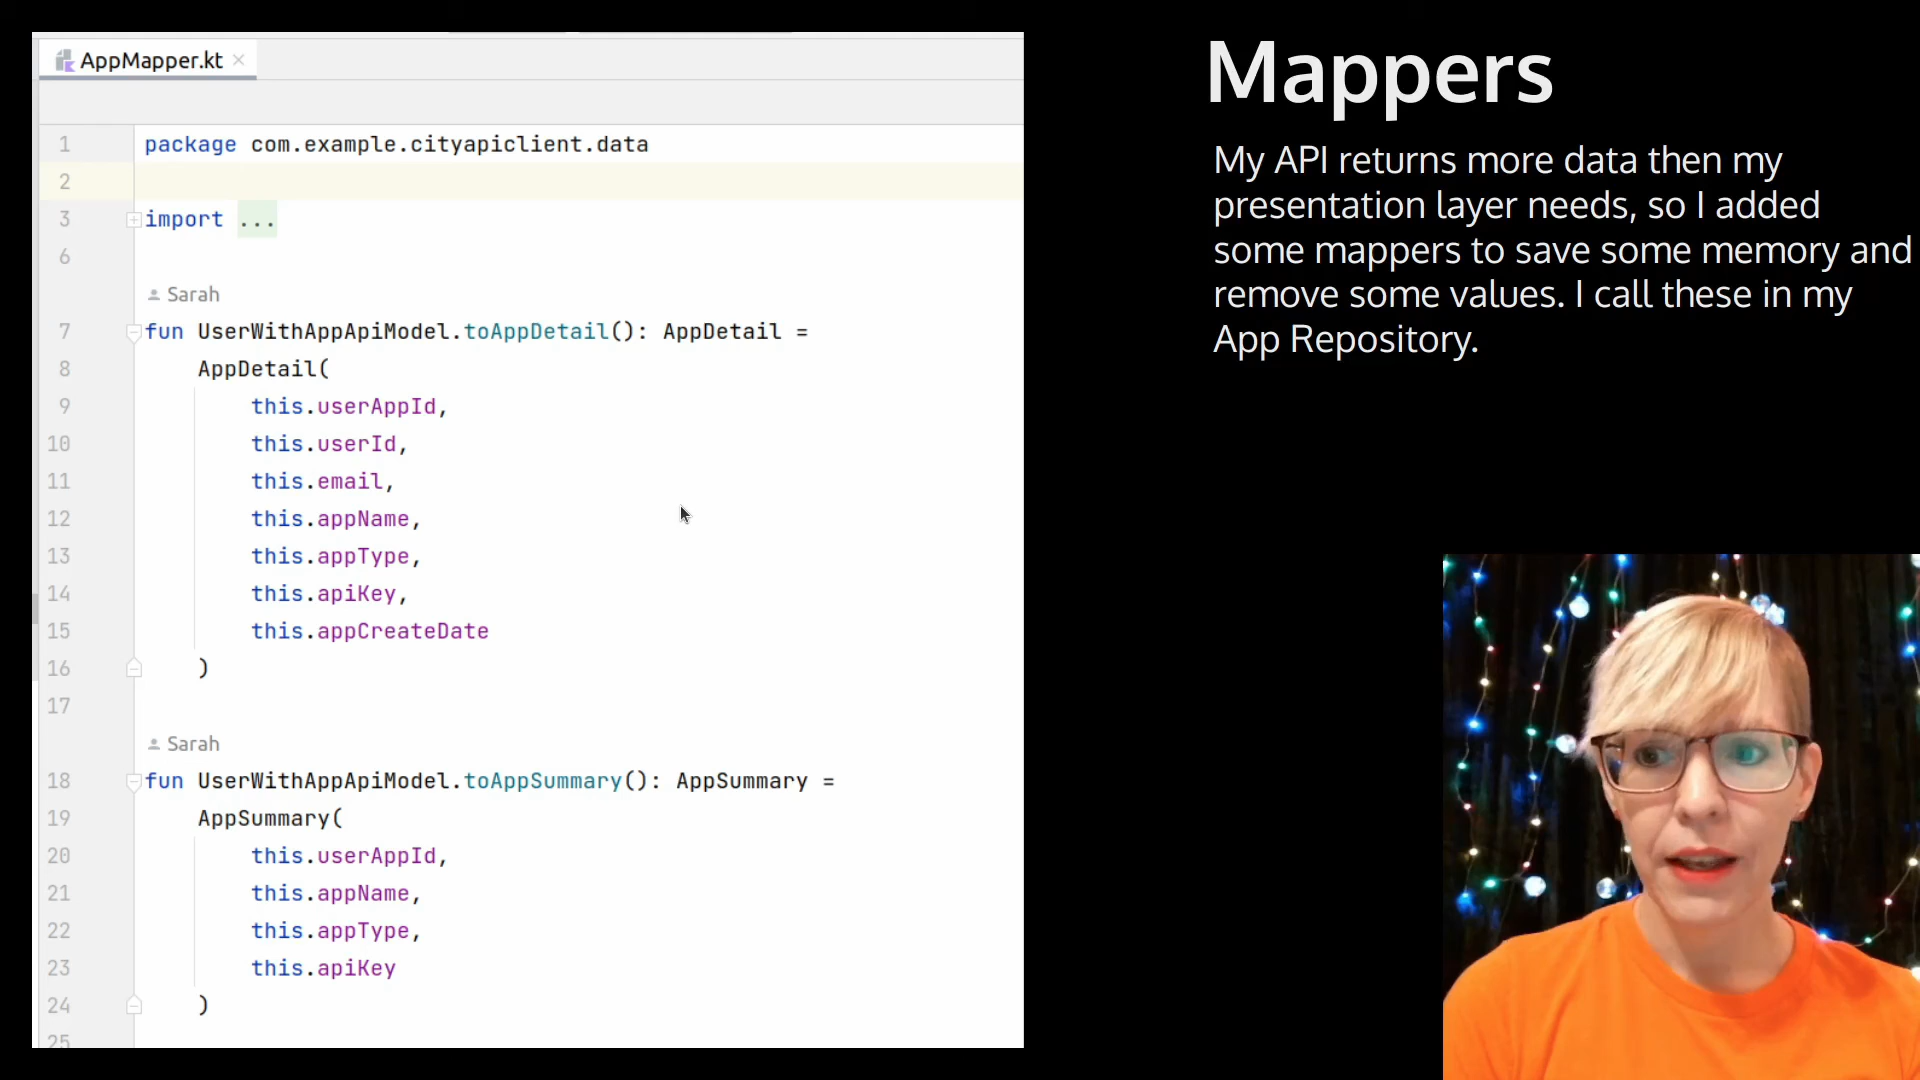 AppMapper.kt
1 package com.example.cityapiclient.data
2
3 import ...
6
Sarah
7 fun UserWithAppApiModel.toAppDetail(): AppDetail =
8 AppDetail(
9 this.userAppId,
10 this.userId,
11 this.email,
12 this.appName,
13 this.appType,
14 this.apiKey,
15 this.appCreateDate
16 )
17
Sarah
18 fun UserWithAppApiModel.toAppSummary(): AppSummary =
19 AppSummary(
20 this.userAppId,
21 this.appName,
22 this.appType,
23 this.apiKey
24 )
25
Mappers
My API returns more data then my
presentation layer needs, so I added
some mappers to save some memory and
remove some values. I call these in my
App Repository.